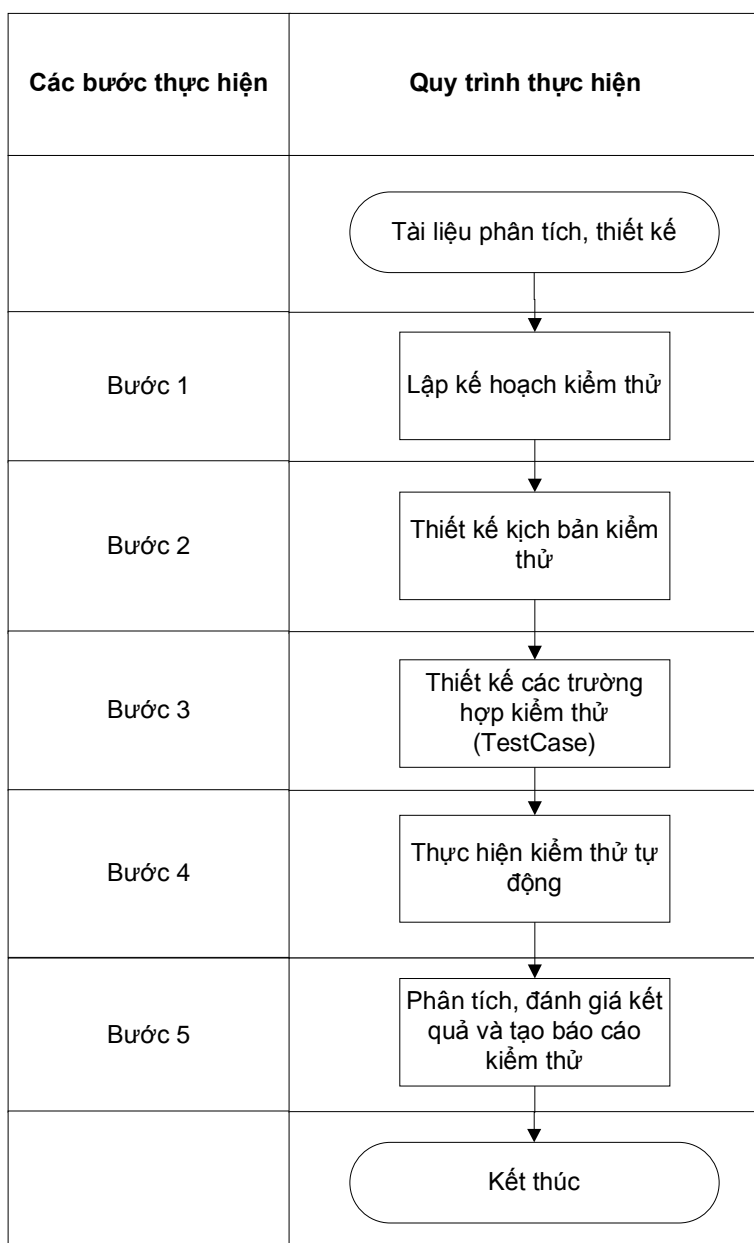 Các bước thực hiện
Quy trình thực hiện
Tài liệu phân tích, thiết kế
Bước 1
Lập kế hoạch kiểm thử
Bước 2
Thiết kế kịch bản kiểm
thử
Bước 3
Thiết kế các trường
hợp kiểm thử
(TestCase)
Bước 4
Thực hiện kiểm thử tự
động
Bước 5
Phân tích, đánh giá kết
quả và tạo báo cáo
kiểm thử
Kết thúc